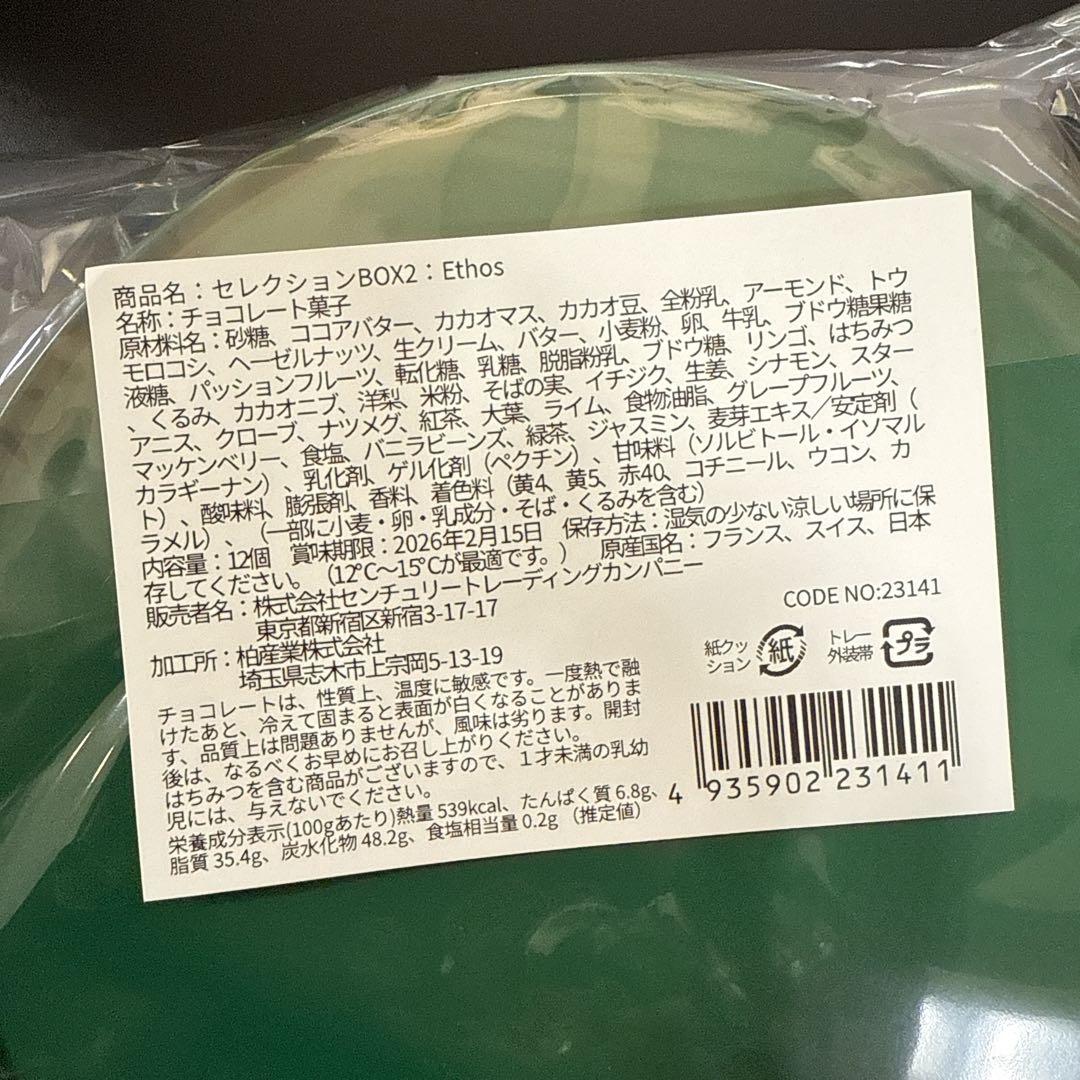 商品名：セレクションBOX2：Ethos
名称：チョコレート菓子
原材料名：砂糖、ココアバター、カカオマス、カカオ豆、全粉乳、アーモンド、トウ
モロコシ、ヘーゼルナッツ、生クリーム、バター、小麦粉、卵、牛乳、ブドウ糖果糖
液糖、パッションフルーツ、転化糖、乳糖、脱脂粉乳、ブドウ糖、リンゴ、はちみつ
、くるみ、カカオニブ、洋梨、米粉、そばの実、イチジク、生姜、シナモン、スター
アニス、クローブ、ナツメグ、紅茶、大葉、ライム、食物油脂、グレープフルーツ、
マッケンベリー、食塩、バニラビーンズ、緑茶、ジャスミン、麦芽エキス／安定剤（
カラギーナン）、乳化剤、ゲル化剤（ペクチン）、甘味料（ソルビトール・イソマル
ト）、酸味料、膨張剤、香料、着色料（黄4、黄5、赤40、コチニール、ウコン、カ
ラメル）、（一部に小麦・卵・乳成分・そば・くるみを含む）
内容量：12個　賞味期限：2026年2月15日　保存方法：湿気の少ない涼しい場所に保
存してください。（12℃～15℃が最適です。）　原産国名：フランス、スイス、日本
販売者名：株式会社センチュリートレーディングカンパニー
東京都新宿区新宿3-17-17
加工所：柏産業株式会社
埼玉県志木市上宗岡5-13-19
CODE NO:23141
紙クッ
ション
紙
トレー
外装帯
プラ
チョコレートは、性質上、温度に敏感です。一度熱で融
けたあと、冷えて固まると表面が白くなることがありま
す、品質上は問題ありませんが、風味は劣ります。開封
後は、なるべくお早めにお召し上がりください。
はちみつを含む商品がございますので、１才未満の乳幼
児には、与えないでください。
栄養成分表示(100gあたり)熱量 539kcal、たんぱく質 6.8g、
脂質 35.4g、炭水化物 48.2g、食塩相当量 0.2g （推定値）
4 935902 231411